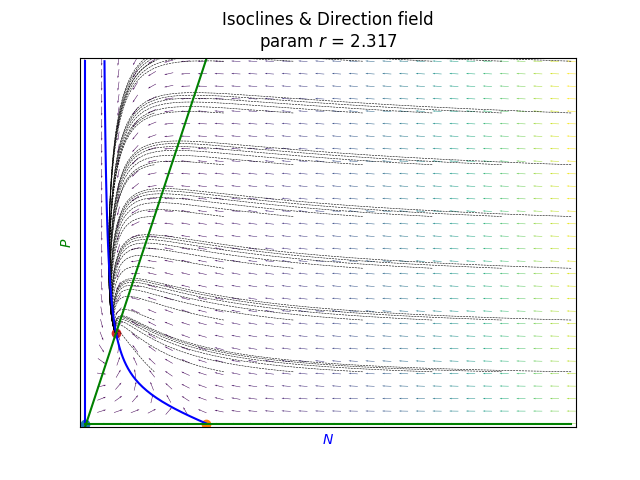 Isoclines & Direction field
param r = 2.317
P
N